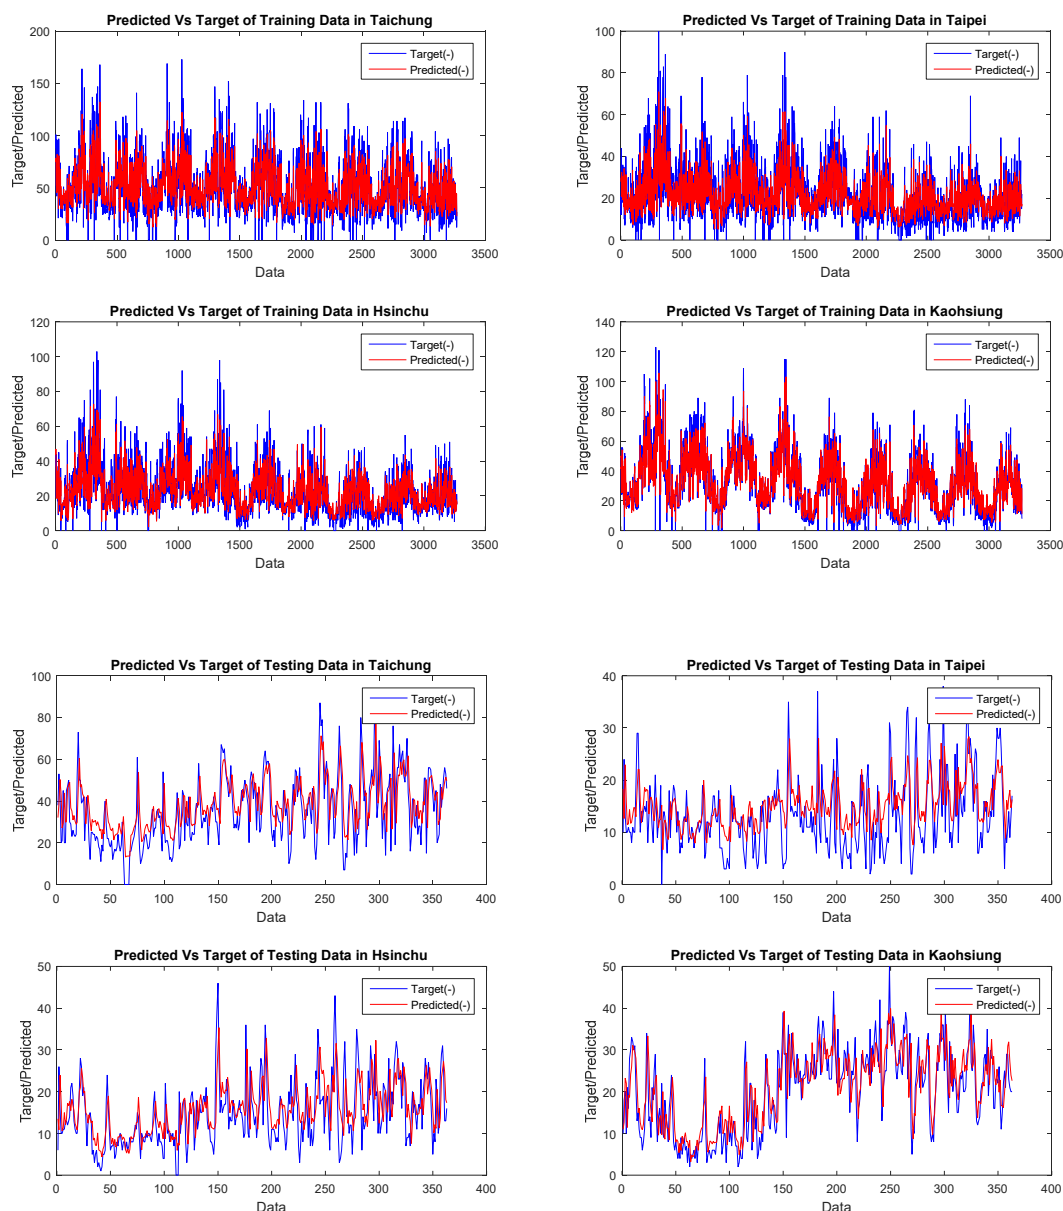 Predicted Vs Target of Training Data in Taichung
200
150
100
50
0
Target/Predicted
Target(-)
Predicted(-)
0 500 1000 1500 2000 2500 3000 3500
Data
Predicted Vs Target of Training Data in Taipei
100
80
60
40
20
0
Target/Predicted
Target(-)
Predicted(-)
0 500 1000 1500 2000 2500 3000 3500
Data
Predicted Vs Target of Training Data in Hsinchu
120
100
80
60
40
20
0
Target/Predicted
Target(-)
Predicted(-)
0 500 1000 1500 2000 2500 3000 3500
Data
Predicted Vs Target of Training Data in Kaohsiung
140
120
100
80
60
40
20
0
Target/Predicted
Target(-)
Predicted(-)
0 500 1000 1500 2000 2500 3000 3500
Data
Predicted Vs Target of Testing Data in Taichung
100
80
60
40
20
0
Target/Predicted
Target(-)
Predicted(-)
0 50 100 150 200 250 300 350 400
Data
Predicted Vs Target of Testing Data in Taipei
40
30
20
10
0
Target/Predicted
Target(-)
Predicted(-)
0 50 100 150 200 250 300 350 400
Data
Predicted Vs Target of Testing Data in Hsinchu
50
40
30
20
10
0
Target/Predicted
Target(-)
Predicted(-)
0 50 100 150 200 250 300 350 400
Data
Predicted Vs Target of Testing Data in Kaohsiung
50
40
30
20
10
0
Target/Predicted
Target(-)
Predicted(-)
0 50 100 150 200 250 300 350 400
Data